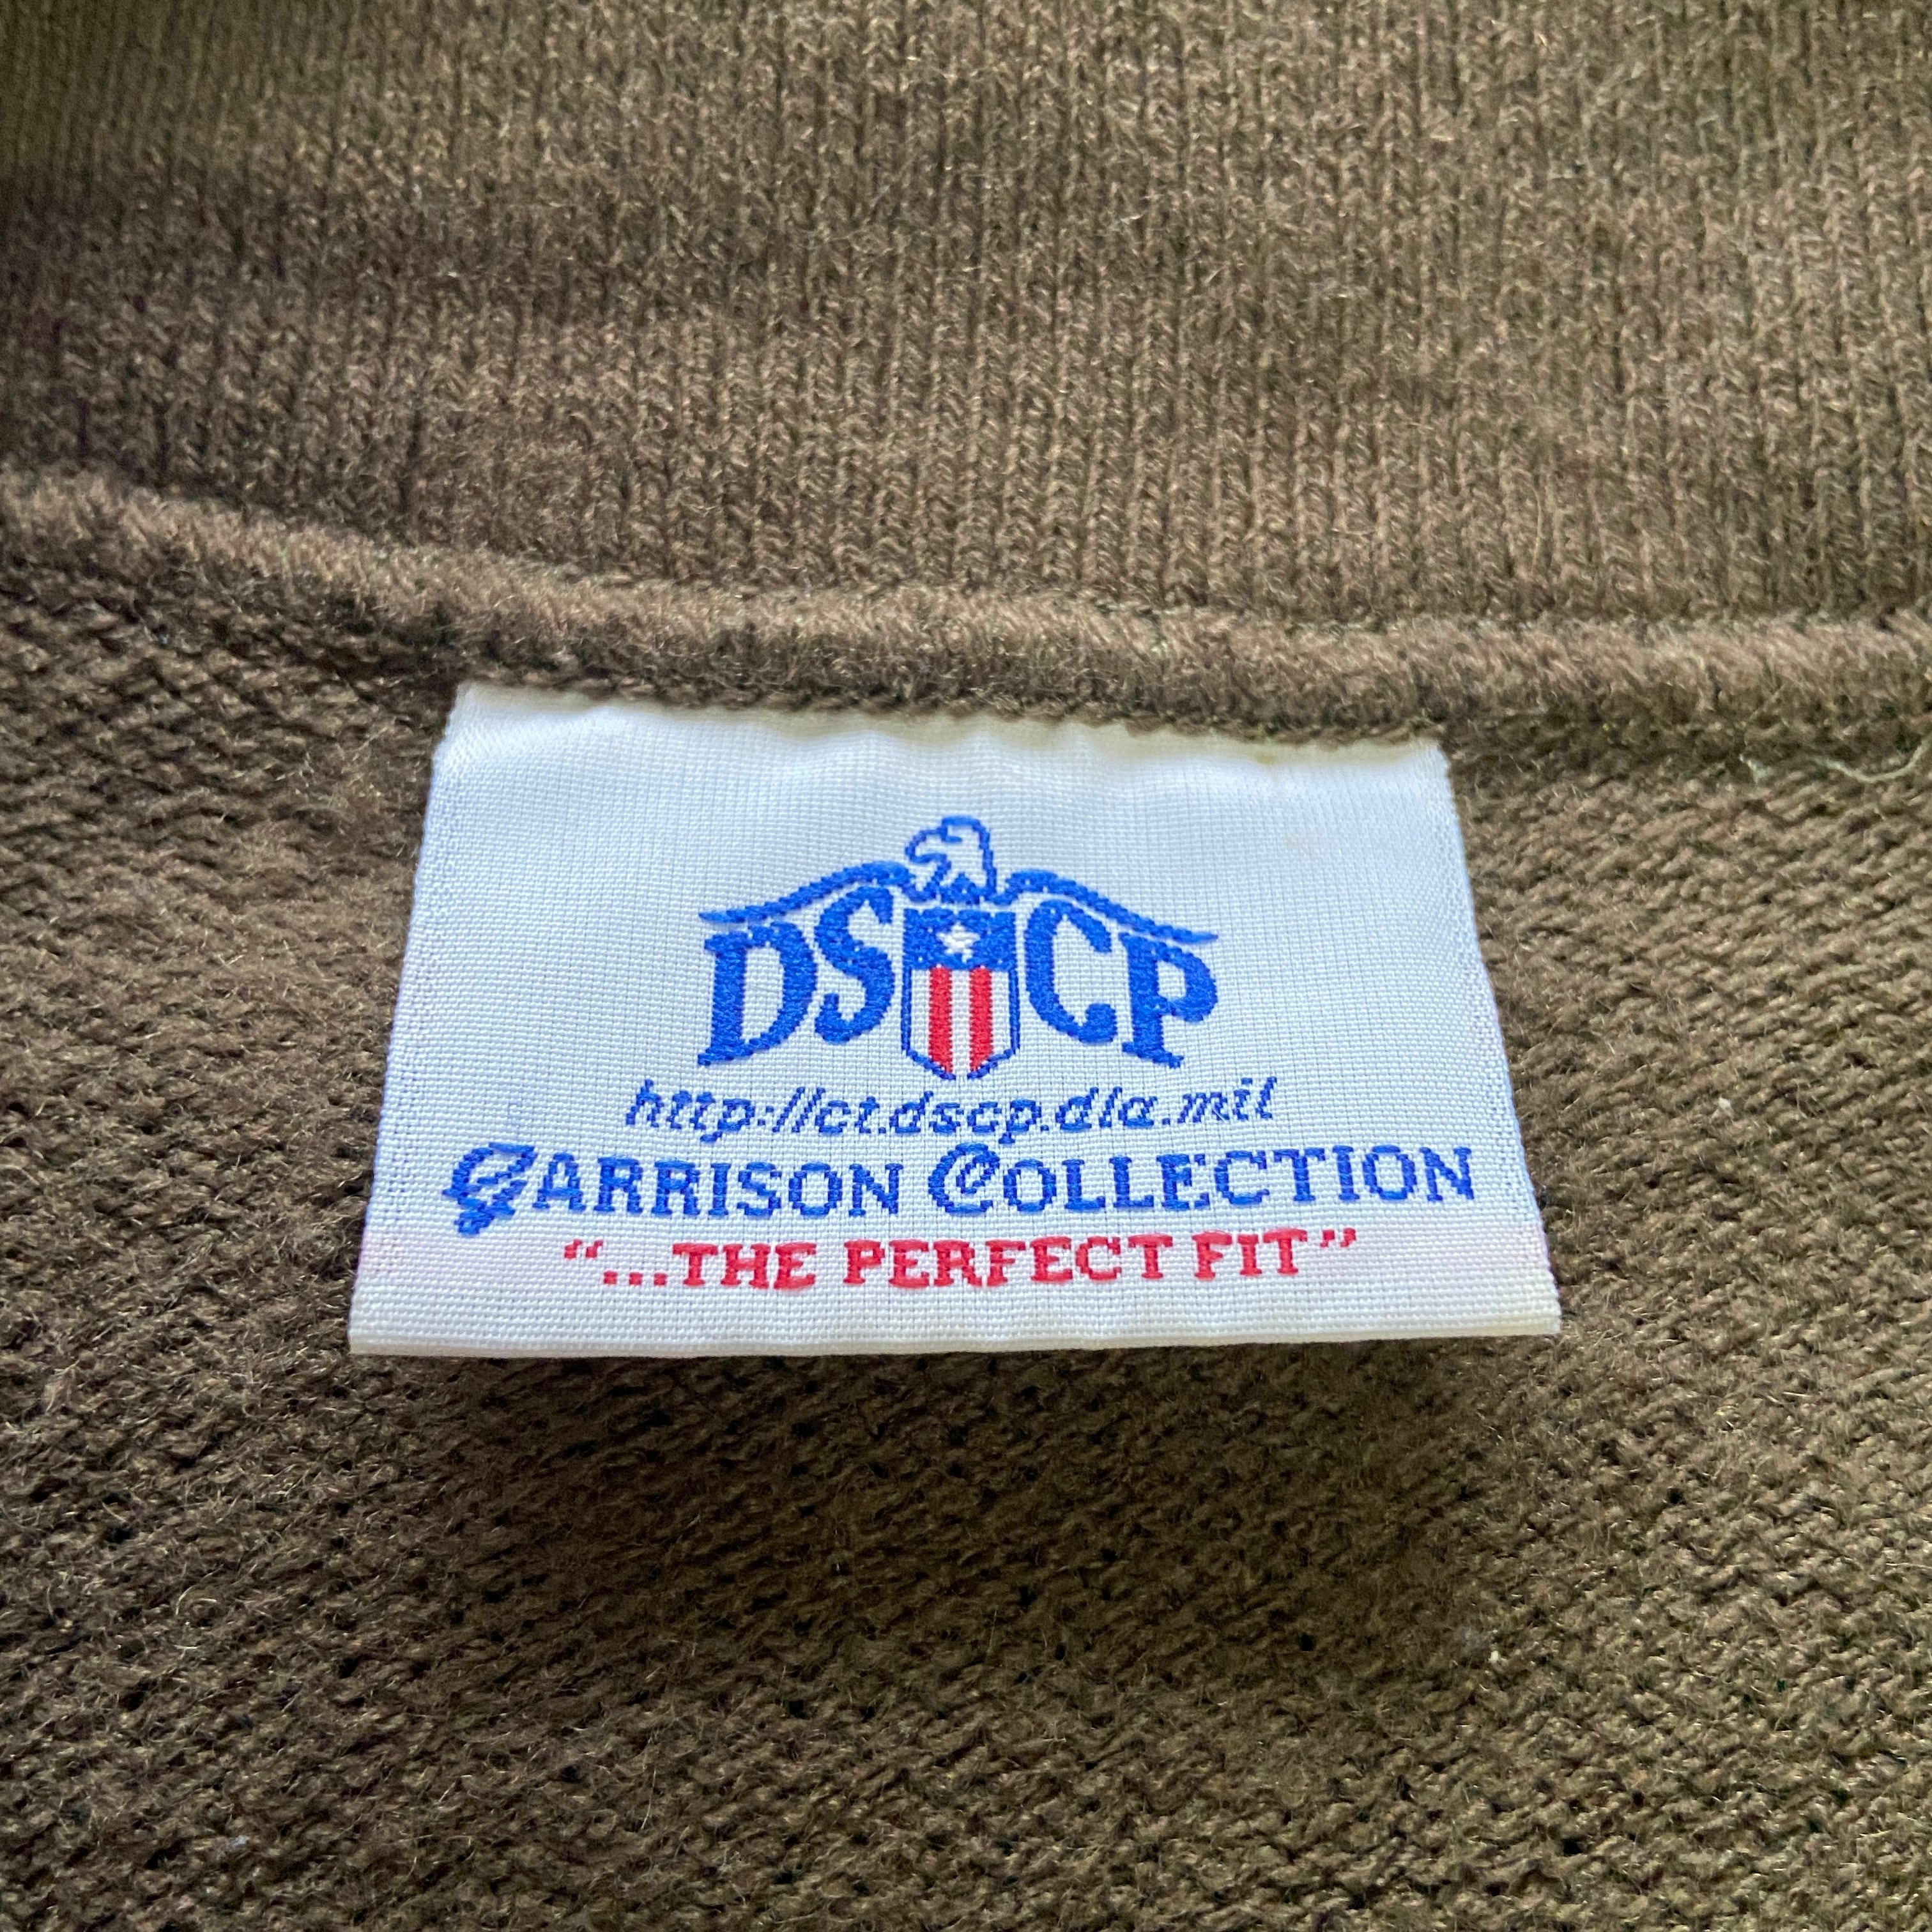 DSCP
http://ct.dscp.dla.mil
GARRISON COLLECTION
“...THE PERFECT FIT”